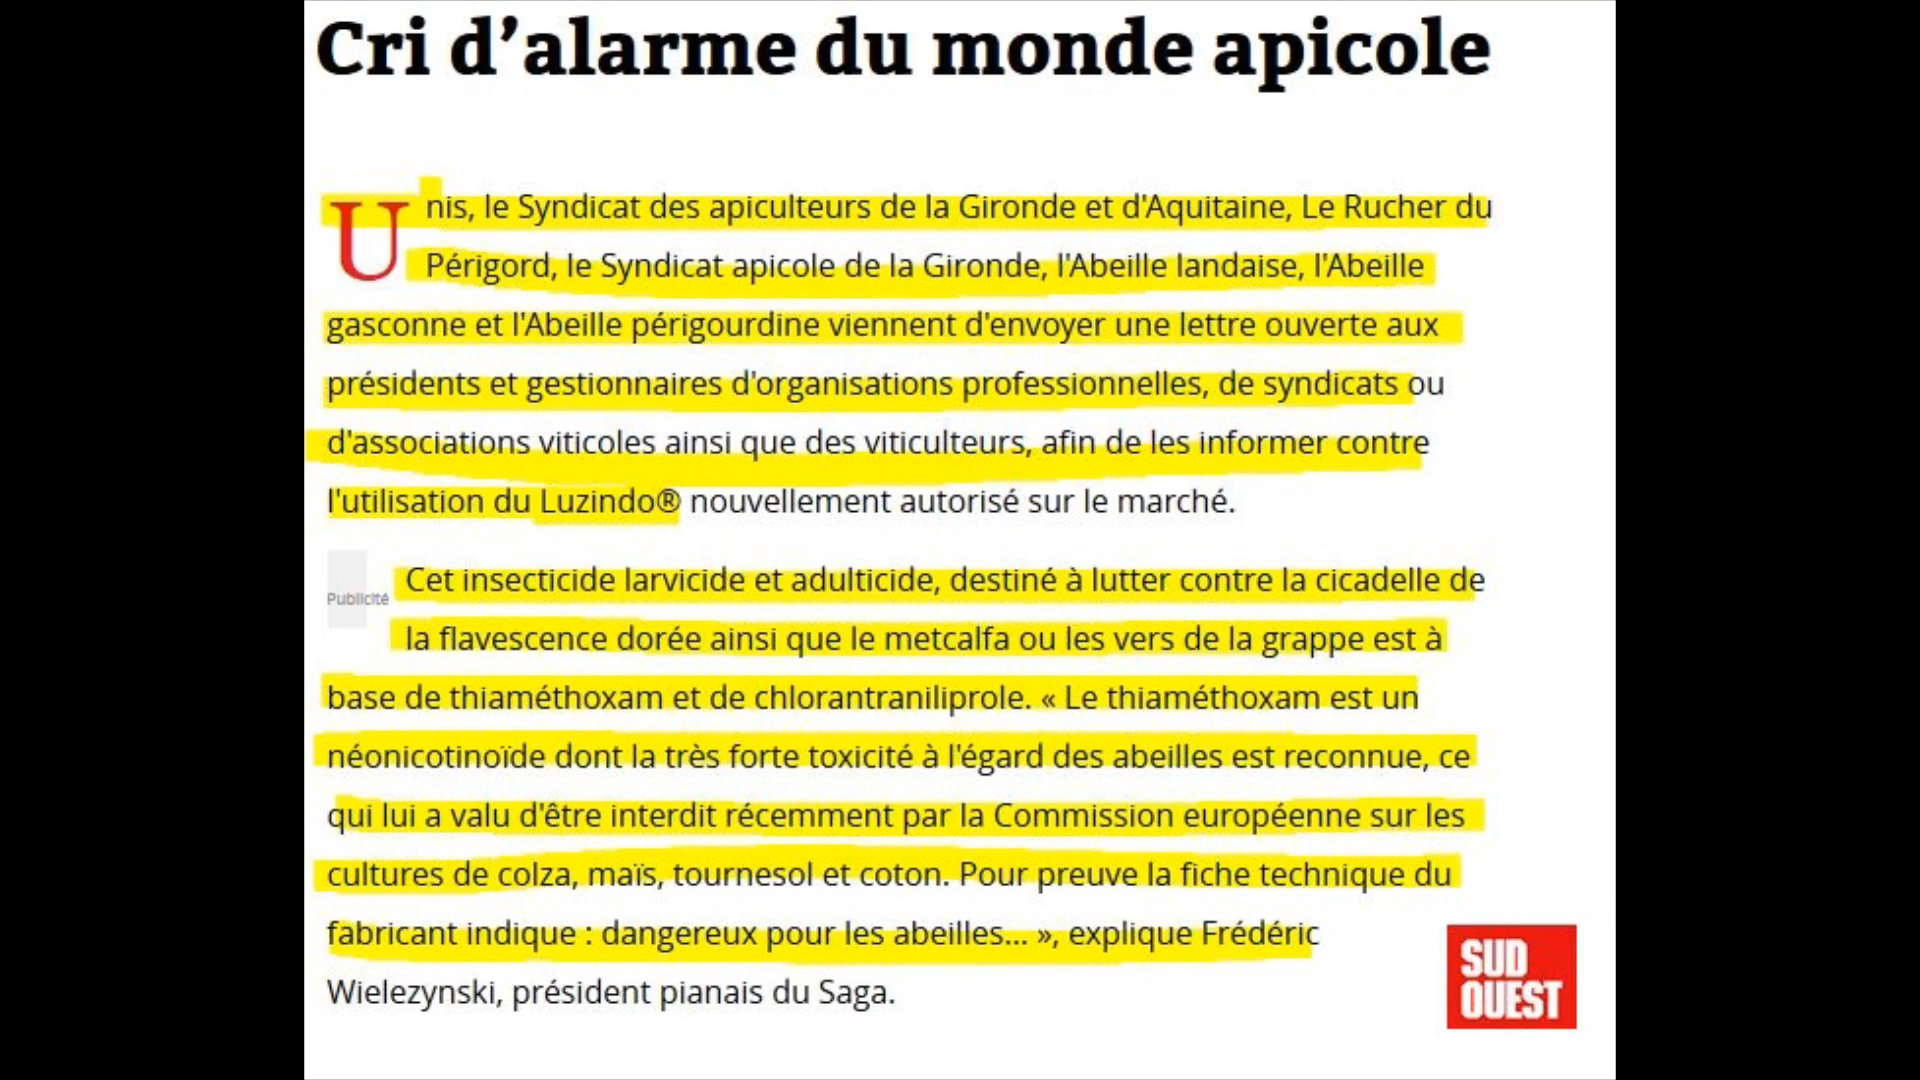 Cri d’alarme du monde apicole
Unis, le Syndicat des apiculteurs de la Gironde et d'Aquitaine, Le Rucher du
Périgord, le Syndicat apicole de la Gironde, l'Abeille landaise, l'Abeille
gasconne et l'Abeille périgourdine viennent d'envoyer une lettre ouverte aux
présidents et gestionnaires d'organisations professionnelles, de syndicats ou
d'associations viticoles ainsi que des viticulteurs, afin de les informer contre
l'utilisation du Luzindo® nouvellement autorisé sur le marché.
Publicité
Cet insecticide larvicide et adulticide, destiné à lutter contre la cicadelle de
la flavescence dorée ainsi que le metcalfa ou les vers de la grappe est à
base de thiaméthoxam et de chlorantraniliprole. « Le thiaméthoxam est un
néonicotinoïde dont la très forte toxicité à l'égard des abeilles est reconnue, ce
qui lui a valu d'être interdit récemment par la Commission européenne sur les
cultures de colza, maïs, tournesol et coton. Pour preuve la fiche technique du
fabricant indique : dangereux pour les abeilles... », explique Frédéric
Wielezynski, président pianais du Saga.
SUD
OUEST